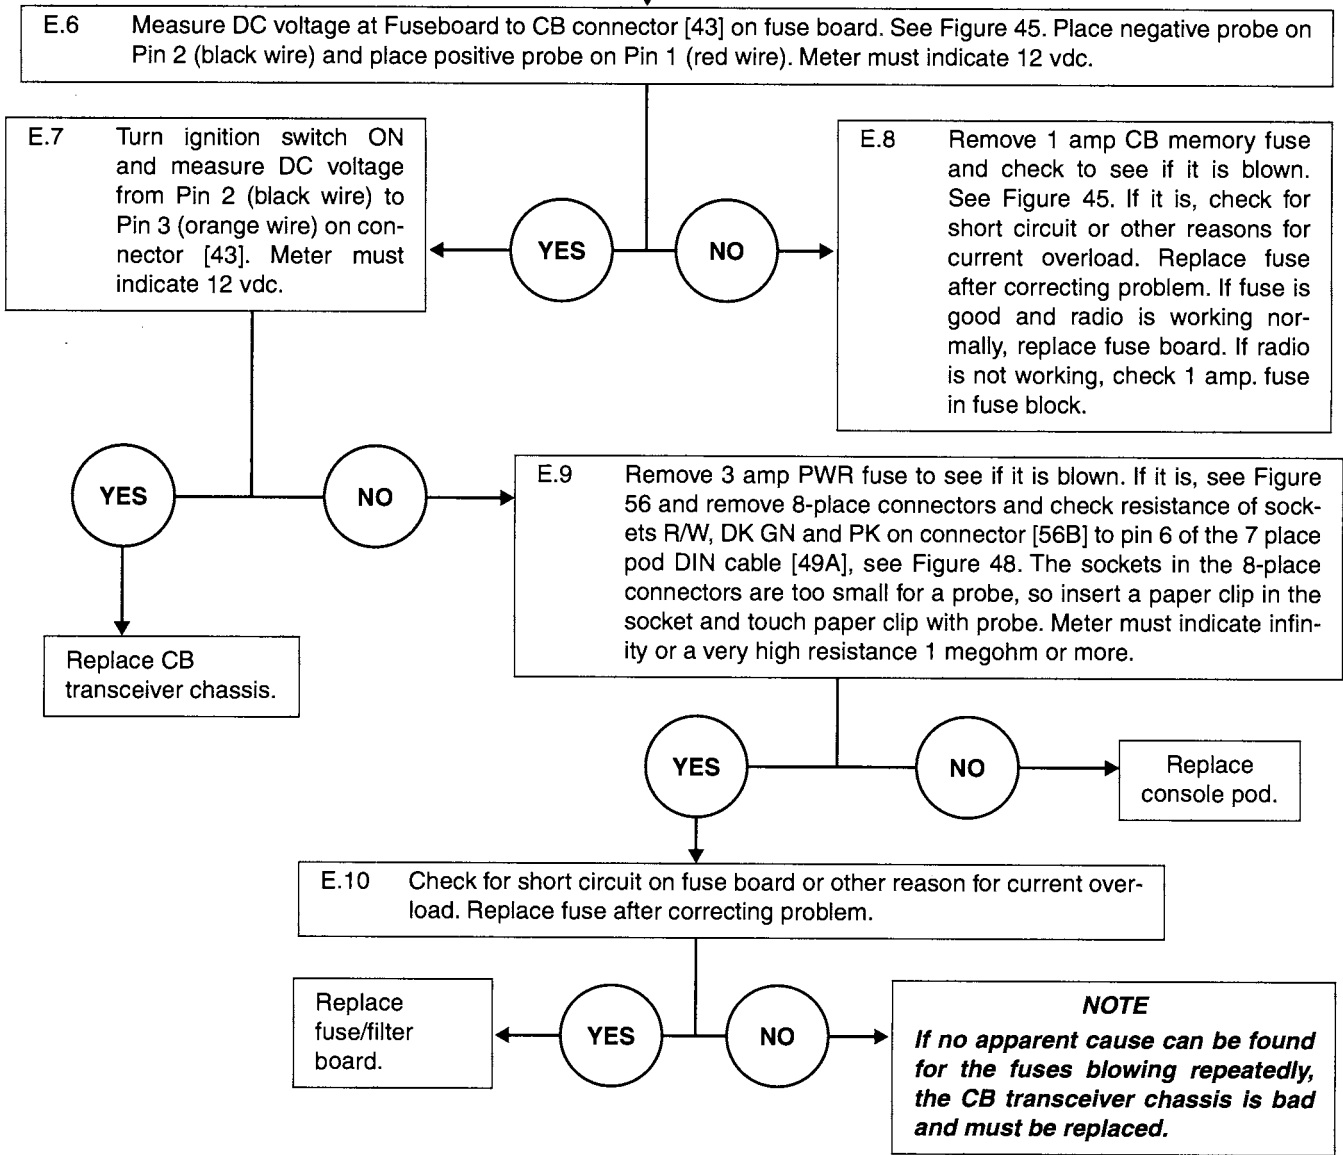 E.6 Measure DC voltage at Fuseboard to CB connector [43] on fuse board. See Figure 45. Place negative probe on
Pin 2 (black wire) and place positive probe on Pin 1 (red wire). Meter must indicate 12 vdc.
E.7 Turn ignition switch ON
and measure DC voltage
from Pin 2 (black wire) to
Pin 3 (orange wire) on con-
nector [43]. Meter must
indicate 12 vdc.
YES
NO
E.8 Remove 1 amp CB memory fuse
and check to see if it is blown.
See Figure 45. If it is, check for
short circuit or other reasons for
current overload. Replace fuse
after correcting problem. If fuse is
good and radio is working nor-
mally, replace fuse board. If radio
is not working, check 1 amp. fuse
in fuse block.
YES
NO
E.9 Remove 3 amp PWR fuse to see if it is blown. If it is, see Figure
56 and remove 8-place connectors and check resistance of sock-
ets R/W, DK GN and PK on connector [56B] to pin 6 of the 7 place
pod DIN cable [49A], see Figure 48. The sockets in the 8-place
connectors are too small for a probe, so insert a paper clip in the
socket and touch paper clip with probe. Meter must indicate infin-
ity or a very high resistance 1 megohm or more.
Replace CB
transceiver chassis.
YES
NO
Replace
console pod.
E.10 Check for short circuit on fuse board or other reason for current over-
load. Replace fuse after correcting problem.
Replace
fuse/filter
board.
YES
NO
NOTE
If no apparent cause can be found
for the fuses blowing repeatedly,
the CB transceiver chassis is bad
and must be replaced.